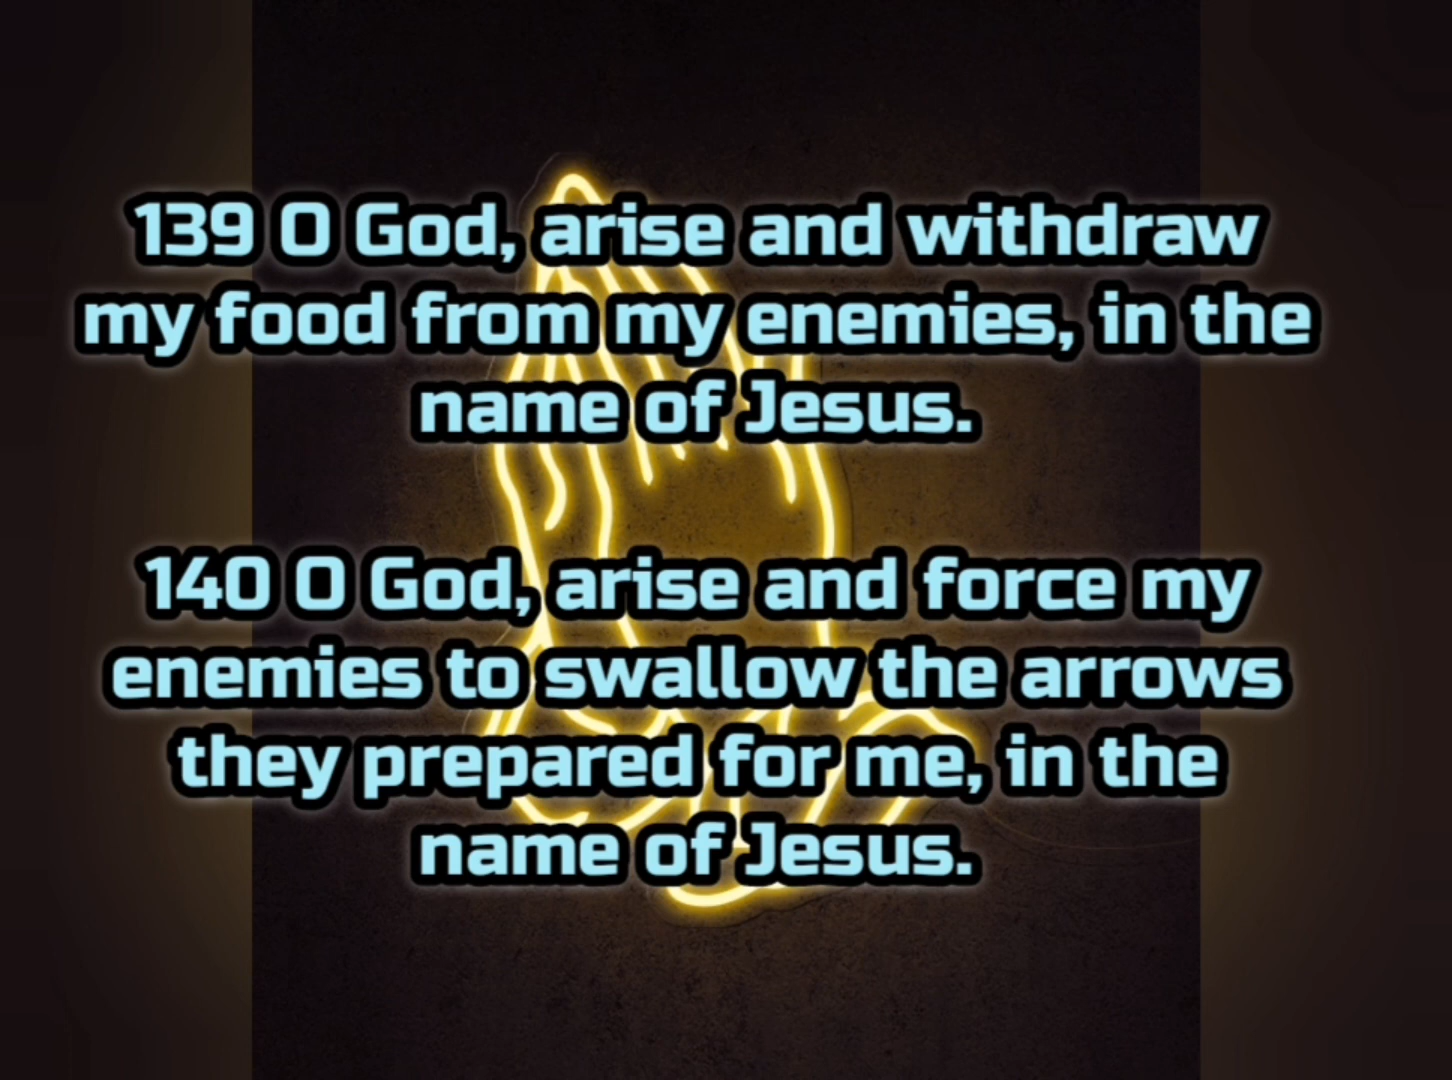 139 O God, arise and withdraw
my food from my enemies, in the
name of Jesus.
140 O God, arise and force my
enemies to swallow the arrows
they prepared for me, in the
name of Jesus.